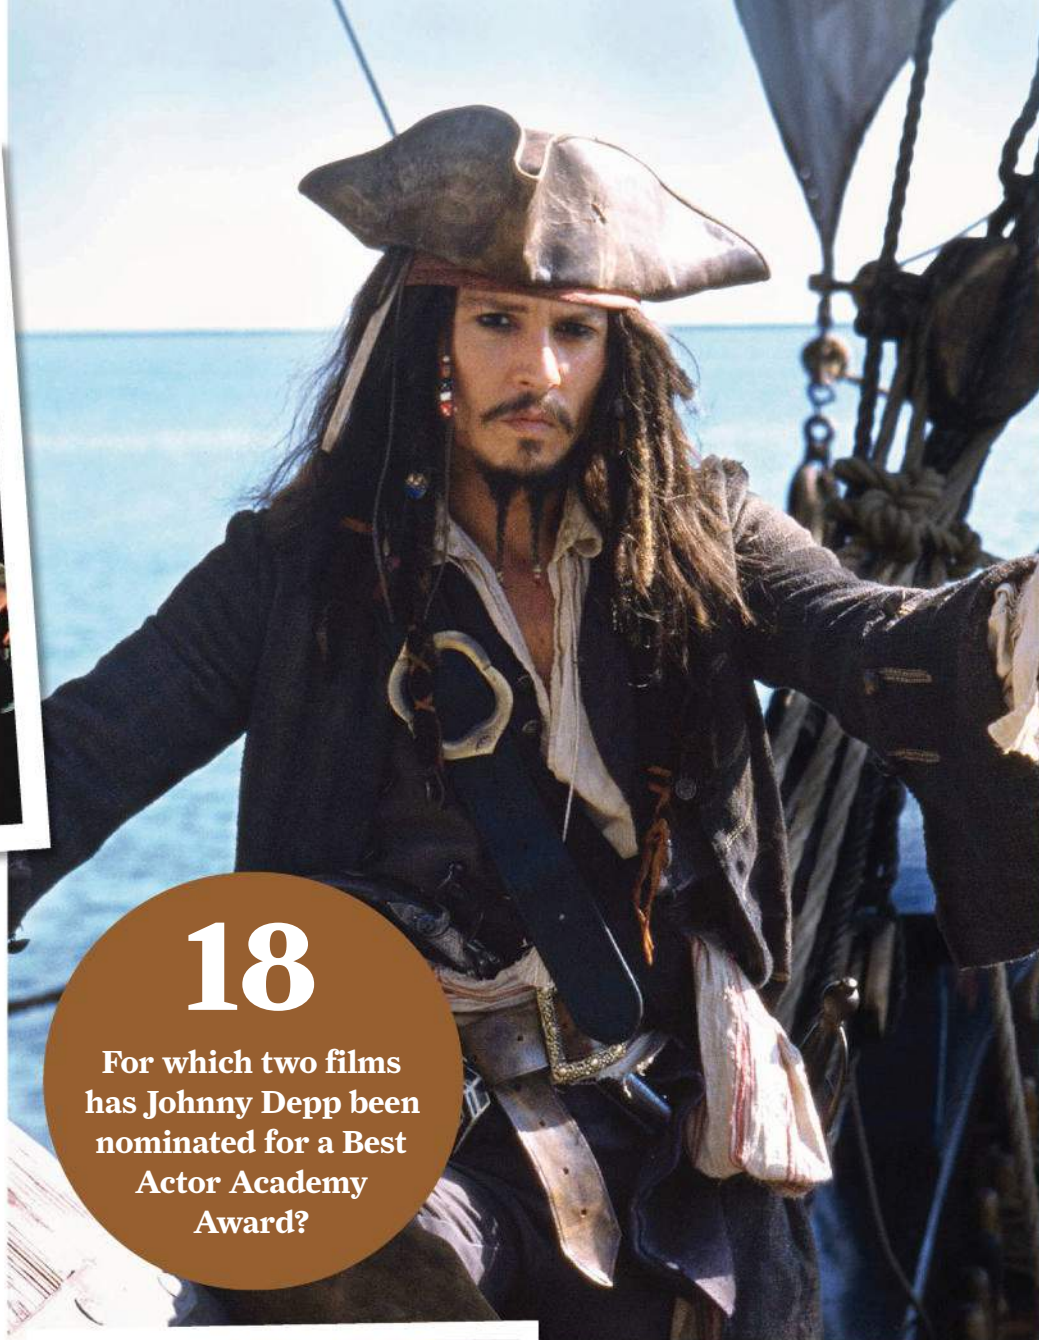 18
For which two films
has Johnny Depp been
nominated for a Best
Actor Academy
Award?